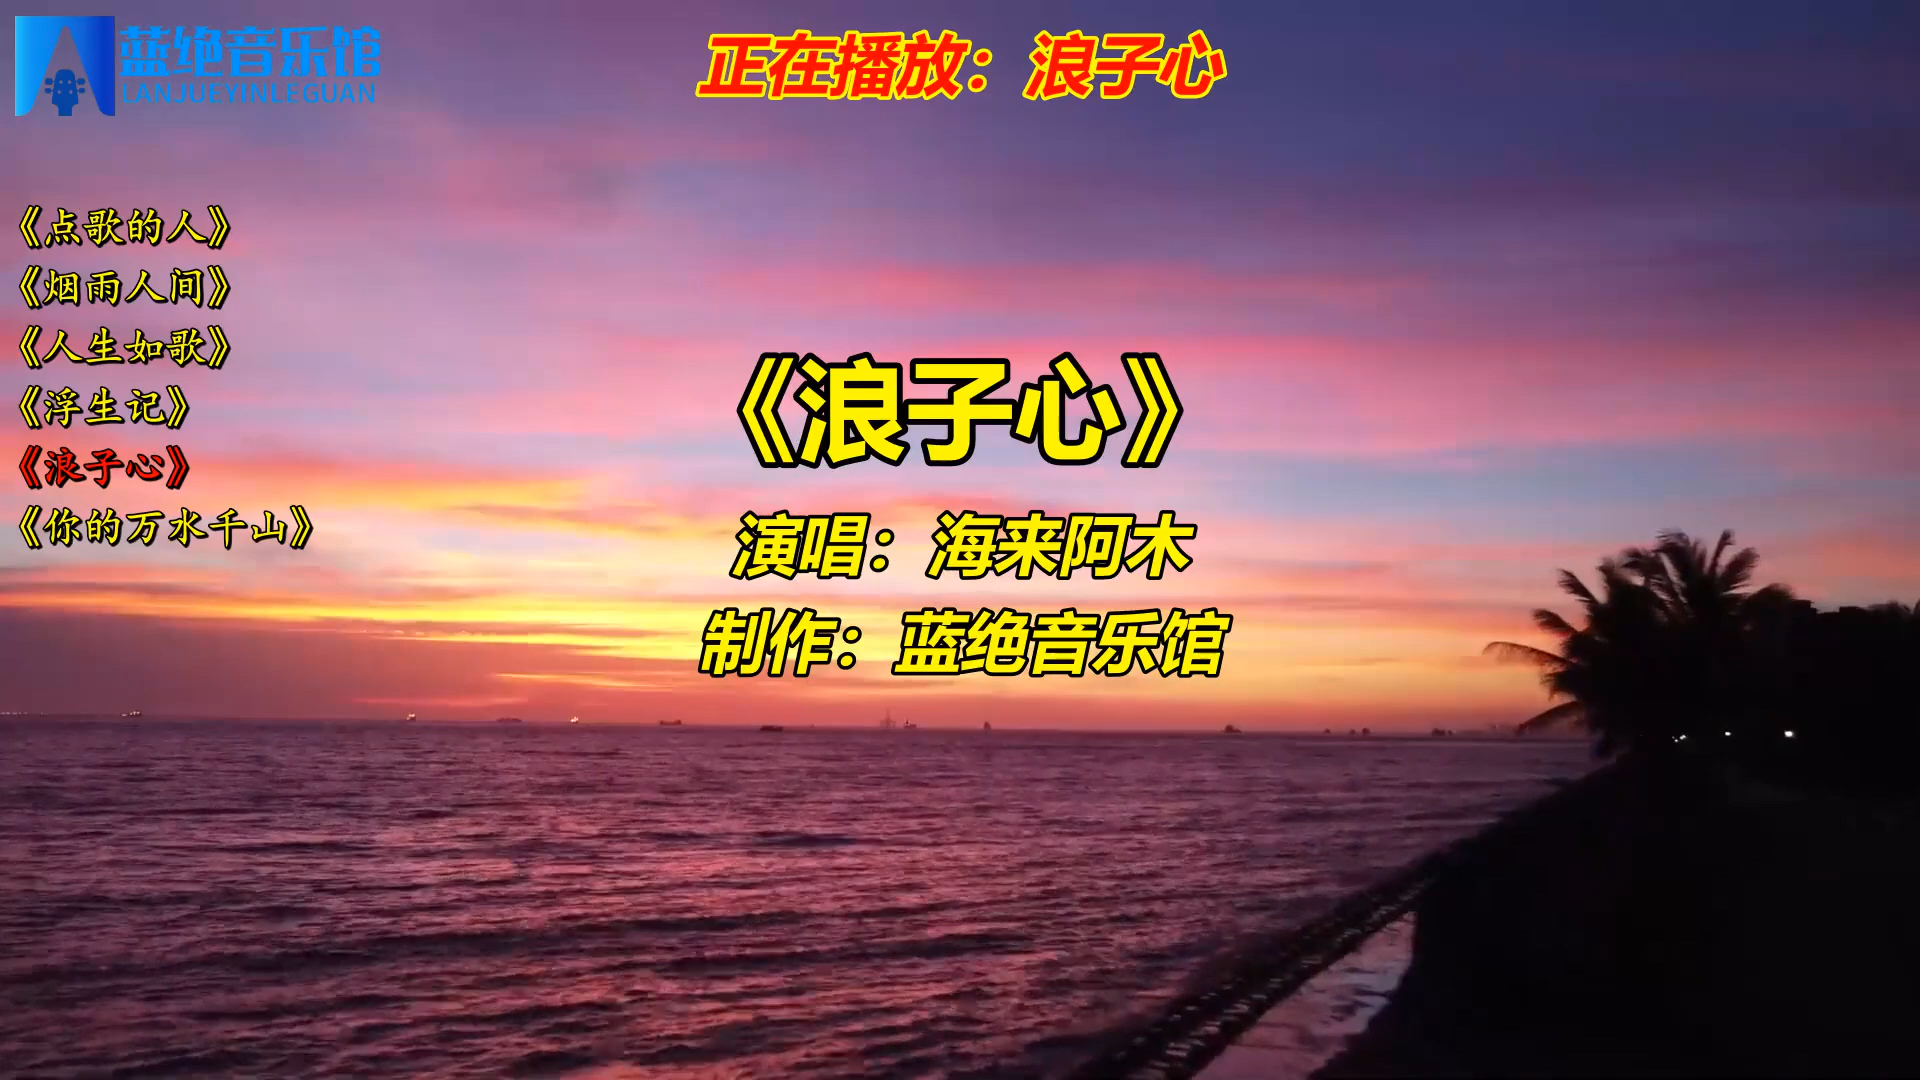 蓝绝音乐馆
LANJUEYINLEGUAN
正在播放：浪子心
《点歌的人》
《烟雨人间》
《人生如歌》
《浮生记》
《浪子心》
《你的万水千山》
《浪子心》
演唱：海来阿木
制作：蓝绝音乐馆